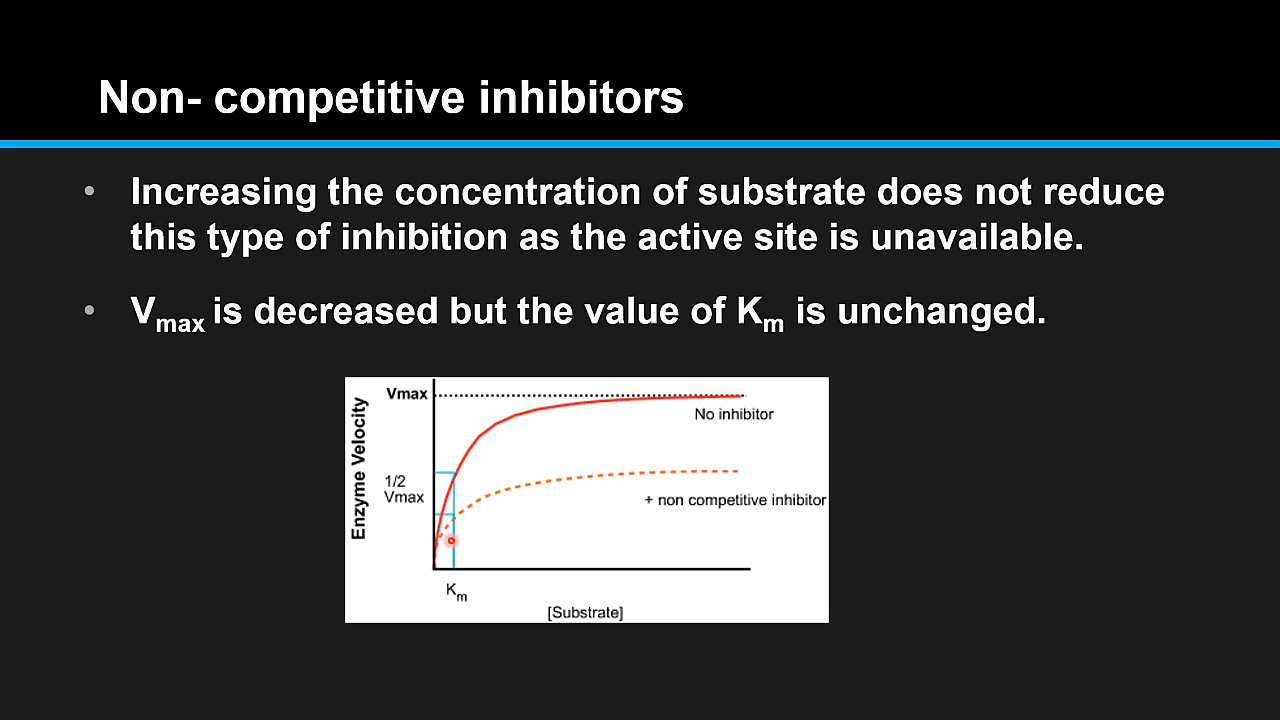 Non- competitive inhibitors
• Increasing the concentration of substrate does not reduce
this type of inhibition as the active site is unavailable.
• Vmax is decreased but the value of Km is unchanged.
Vmax
No inhibitor
Enzyme Velocity
1/2
Vmax
+ non competitive inhibitor
Km
[Substrate]